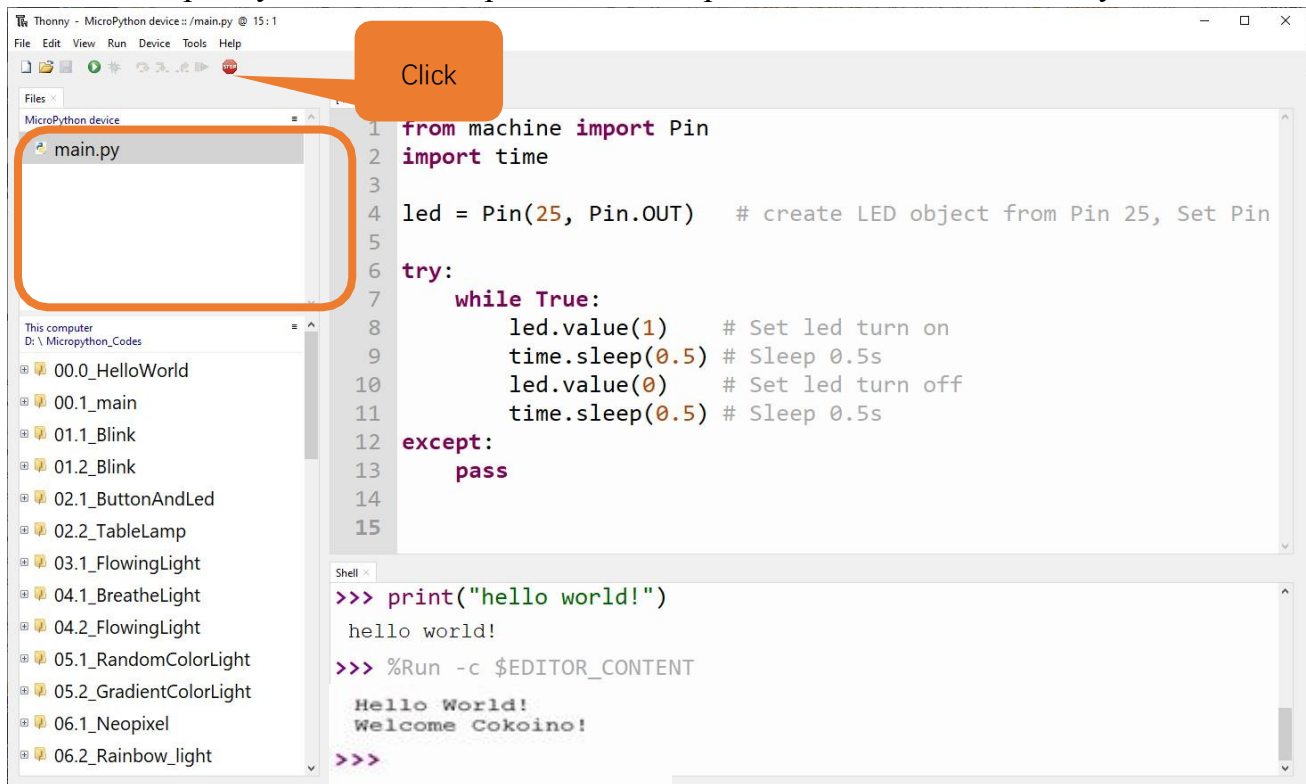 Thonny - MicroPython device :: /main.py @ 15 : 1
File Edit View Run Device Tools Help
STOP
Click
Files
MicroPython device
main.py
This computer
D: \ Micropython_Codes
00.0_HelloWorld
00.1_main
01.1_Blink
01.2_Blink
02.1_ButtonAndLed
02.2_TableLamp
03.1_FlowingLight
04.1_BreatheLight
04.2_FlowingLight
05.1_RandomColorLight
05.2_GradientColorLight
06.1_Neopixel
06.2_Rainbow_light
1 from machine import Pin
2 import time
3
4 led = Pin(25, Pin.OUT)   # create LED object from Pin 25, Set Pin
5
6 try:
7     while True:
8         led.value(1)    # Set led turn on
9         time.sleep(0.5) # Sleep 0.5s
10         led.value(0)    # Set led turn off
11         time.sleep(0.5) # Sleep 0.5s
12 except:
13     pass
14
15
Shell
>>> print("hello world!")
hello world!
>>> %Run -c $EDITOR_CONTENT
Hello World!
Welcome Cokoino!
>>>